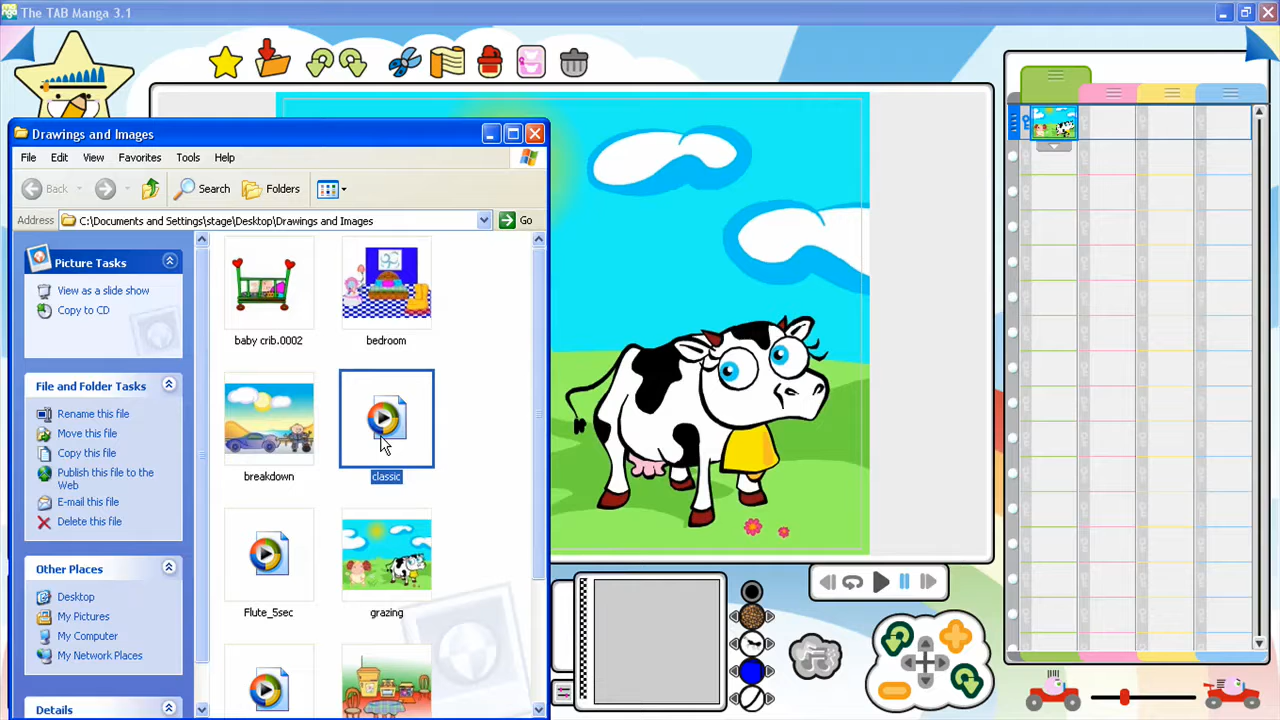 The TAB Manga 3.1
Drawings and Images
File Edit View Favorites Tools Help
Back Search Folders
Address C:\Documents and Settings\stage\Desktop\Drawings and Images Go
Picture Tasks
View as a slide show
Copy to CD
File and Folder Tasks
Rename this file
Move this file
Copy this file
Publish this file to the
Web
E-mail this file
Delete this file
Other Places
Desktop
My Pictures
My Computer
My Network Places
Details
baby crib.0002 bedroom
breakdown classic
Flute_5sec grazing